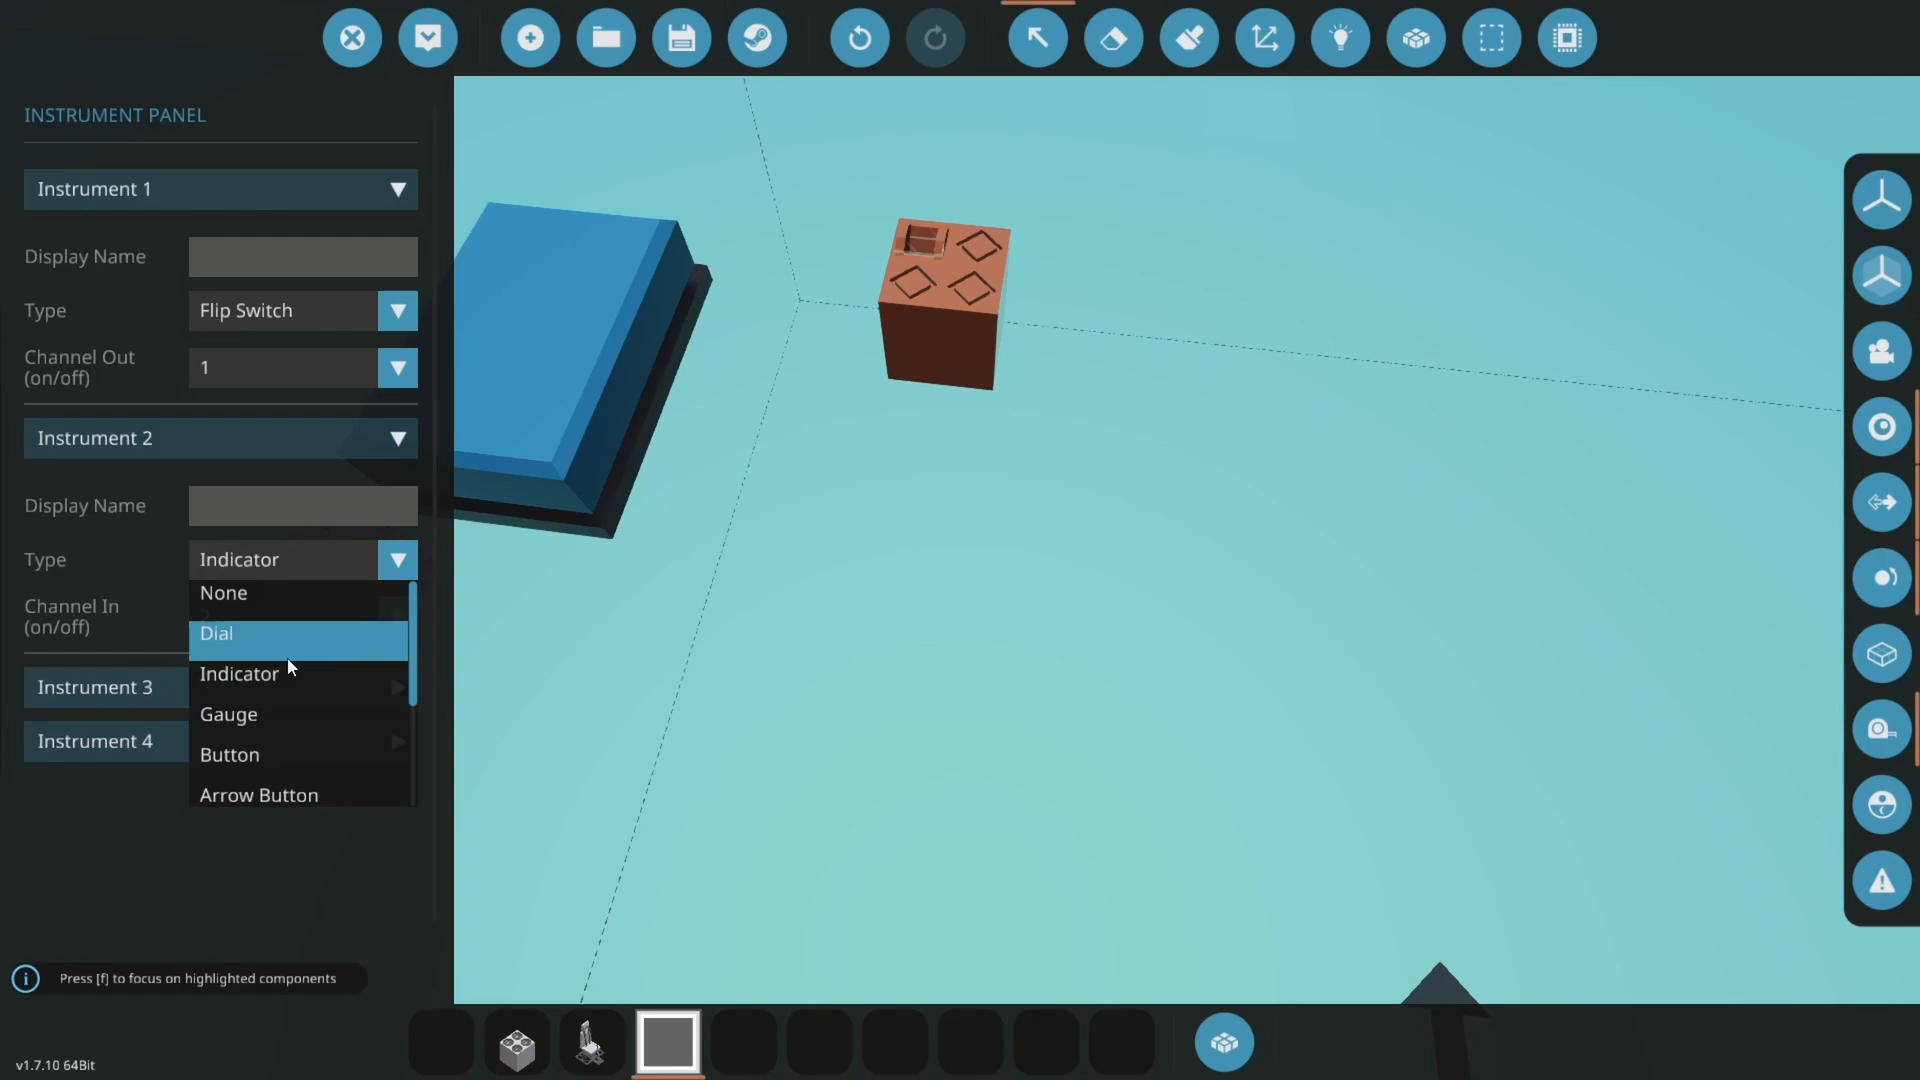 INSTRUMENT PANEL
Instrument 1
Display Name
Type
Flip Switch
Channel Out
(on/off)
1
Instrument 2
Display Name
Type
Indicator
None
Channel In
(on/off)
Dial
Indicator
Instrument 3
Gauge
Instrument 4
Button
Arrow Button
Press [f] to focus on highlighted components
v1.7.10 64Bit